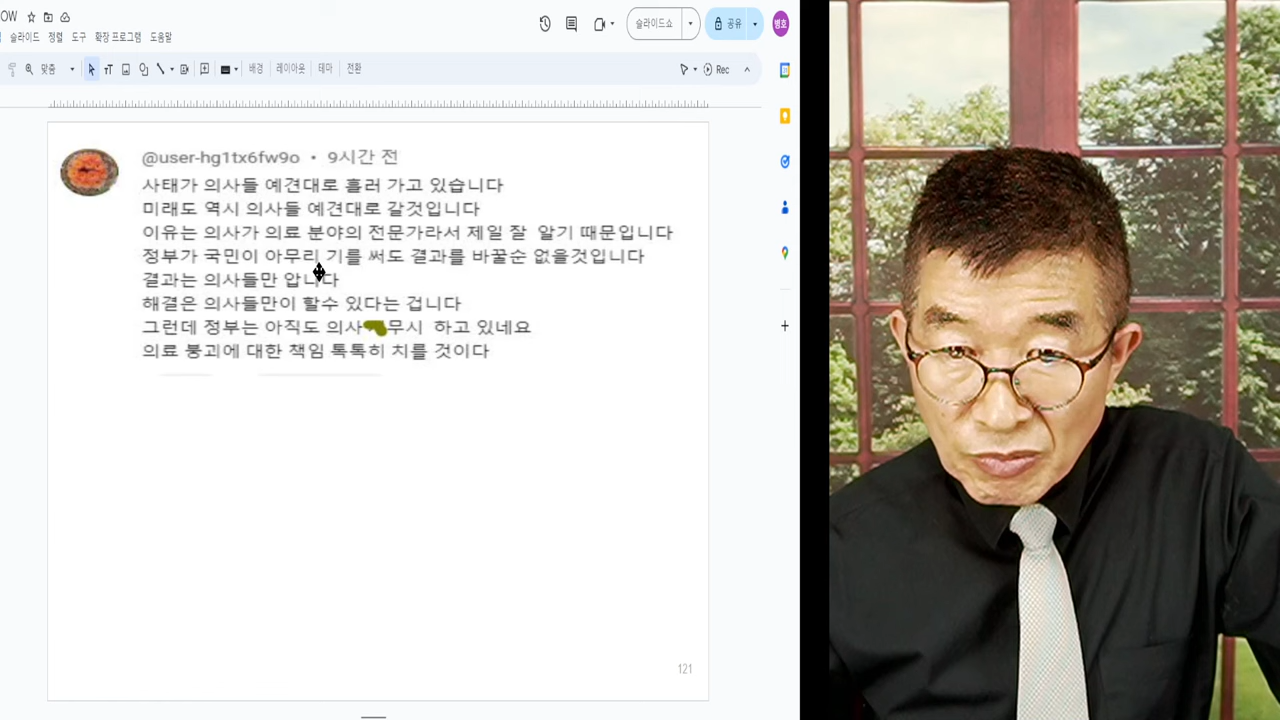 OW
슬라이드 정렬 도구 확장 프로그램 도움말
슬라이드쇼
공유
병호
맞춤
배경 레이아웃 테마 전환
Rec
@user-hg1tx6fw9o • 9시간 전
사태가 의사들 예견대로 흘러 가고 있습니다
미래도 역시 의사들 예견대로 갈것입니다
이유는 의사가 의료 분야의 전문가라서 제일 잘 알기 때문입니다
정부가 국민이 아무리 기를 써도 결과를 바꿀순 없을것입니다
결과는 의사들만 압니다
해결은 의사들만이 할수 있다는 겁니다
그런데 정부는 아직도 의사 무시 하고 있네요
의료 붕괴에 대한 책임 톡톡히 치를 것이다
121